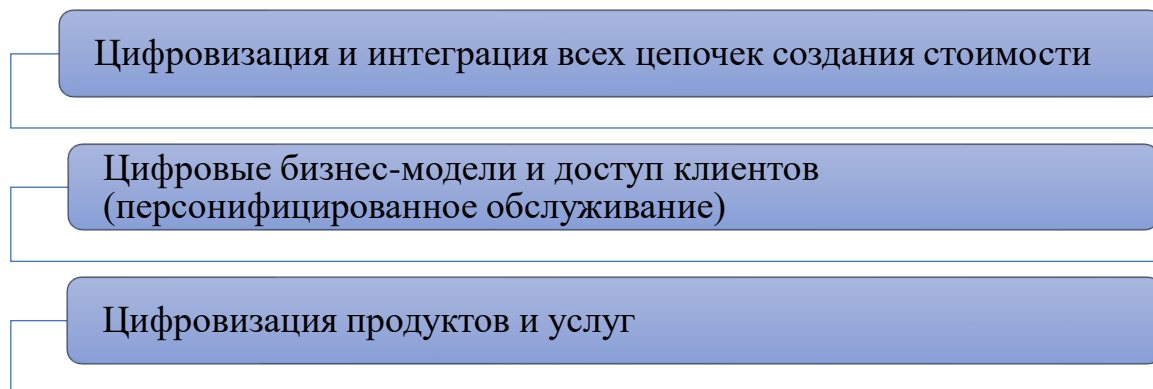 Цифровизация и интеграция всех цепочек создания стоимости
Цифровые бизнес-модели и доступ клиентов
(персонифицированное обслуживание)
Цифровизация продуктов и услуг